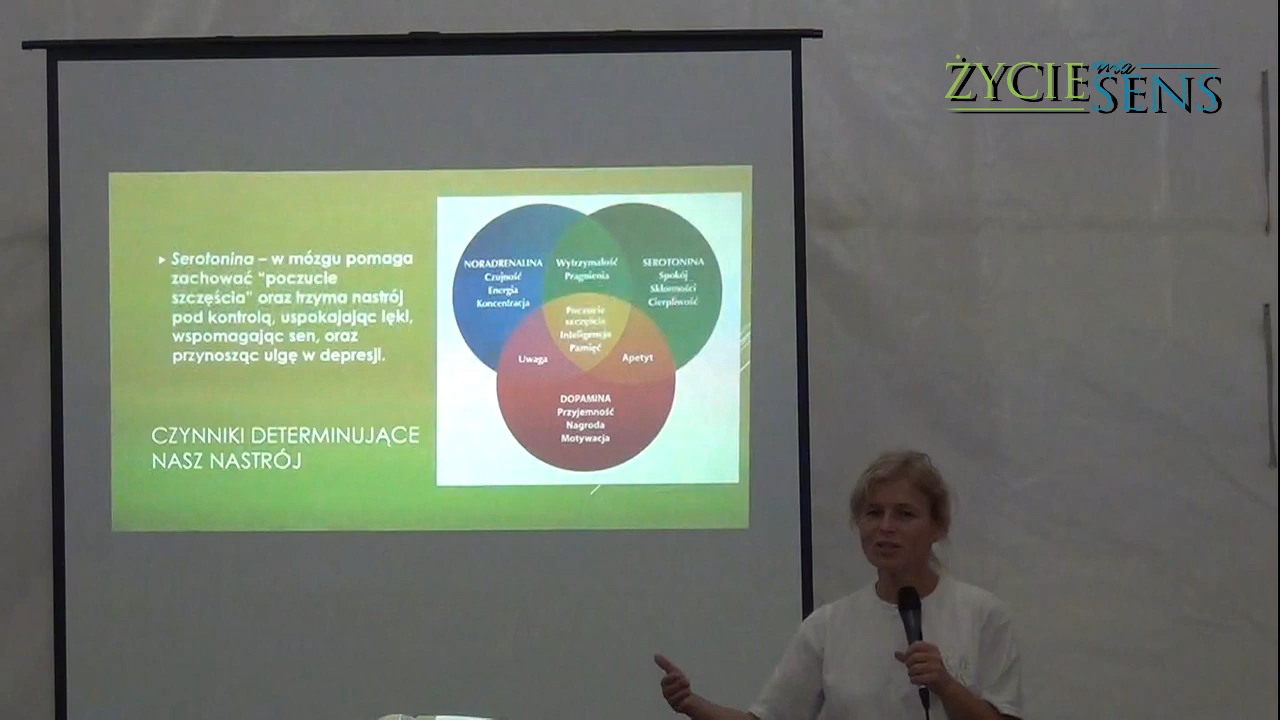 ŻYCIE ma SENS
Serotonina – w mózgu pomaga
zachować "poczucie
szczęścia" oraz trzyma nastrój
pod kontrolą, uspokajając lęki,
wspomagając sen, oraz
przynosząc ulgę w depresji.
CZYNNIKI DETERMINUJĄCE
NASZ NASTRÓJ
NORADRENALINA
Czujność
Energia
Koncentracja
Wytrzymałość
Pragnienia
SEROTONINA
Spokój
Skłonności
Cierpliwość
Poczucie
szczęścia
Inteligencja
Pamięć
Uwaga
Apetyt
DOPAMINA
Przyjemność
Nagroda
Motywacja